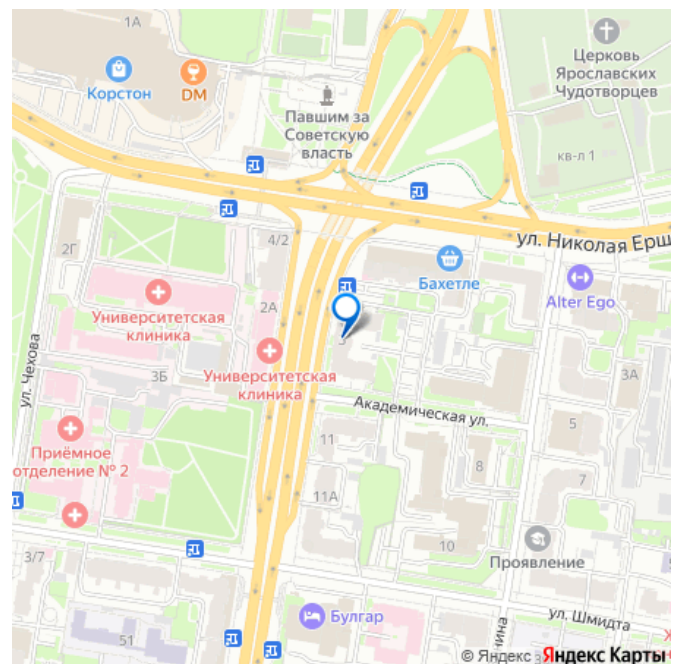 1А
Корстон
DM
Павшим за
Советскую
власть
Церковь
Ярославских
Чудотворцев
кв-л 1
ул. Николая Ерш
2Г
4/2
Бахетле
Alter Ego
Университетская
клиника
2А
3
Университетская
клиника
ул. Чехова
3Б
3А
Академическая ул.
Приёмное
отделение № 2
11
5
8
7
11А
10
Проявление
3/7
Булгар
ул. Шмидта
51
нина
© Яндекс Яндекс Карты